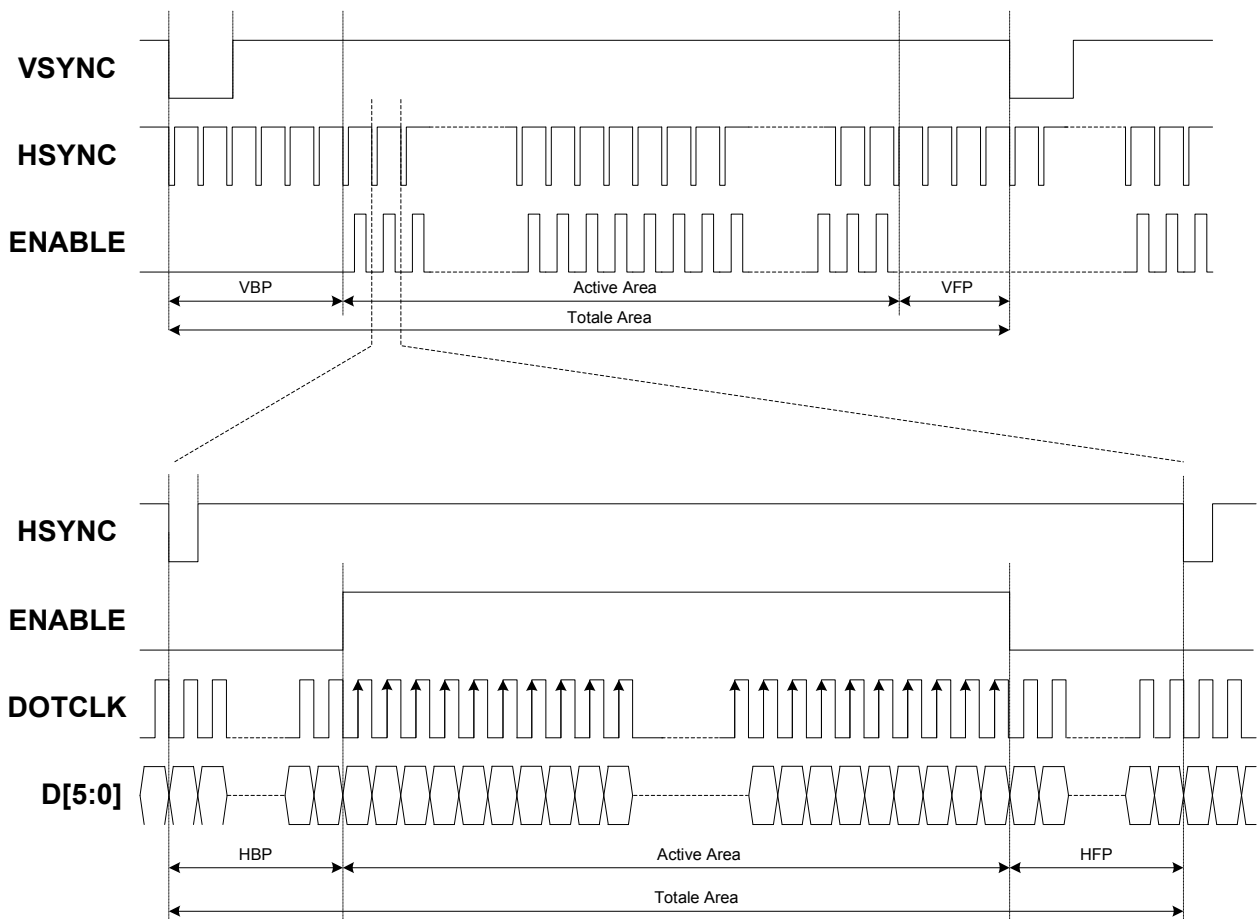 VSYNC
HSYNC
ENABLE
VBP
Active Area
VFP
Totale Area
HSYNC
ENABLE
DOTCLK
D[5:0]
HBP
Active Area
HFP
Totale Area